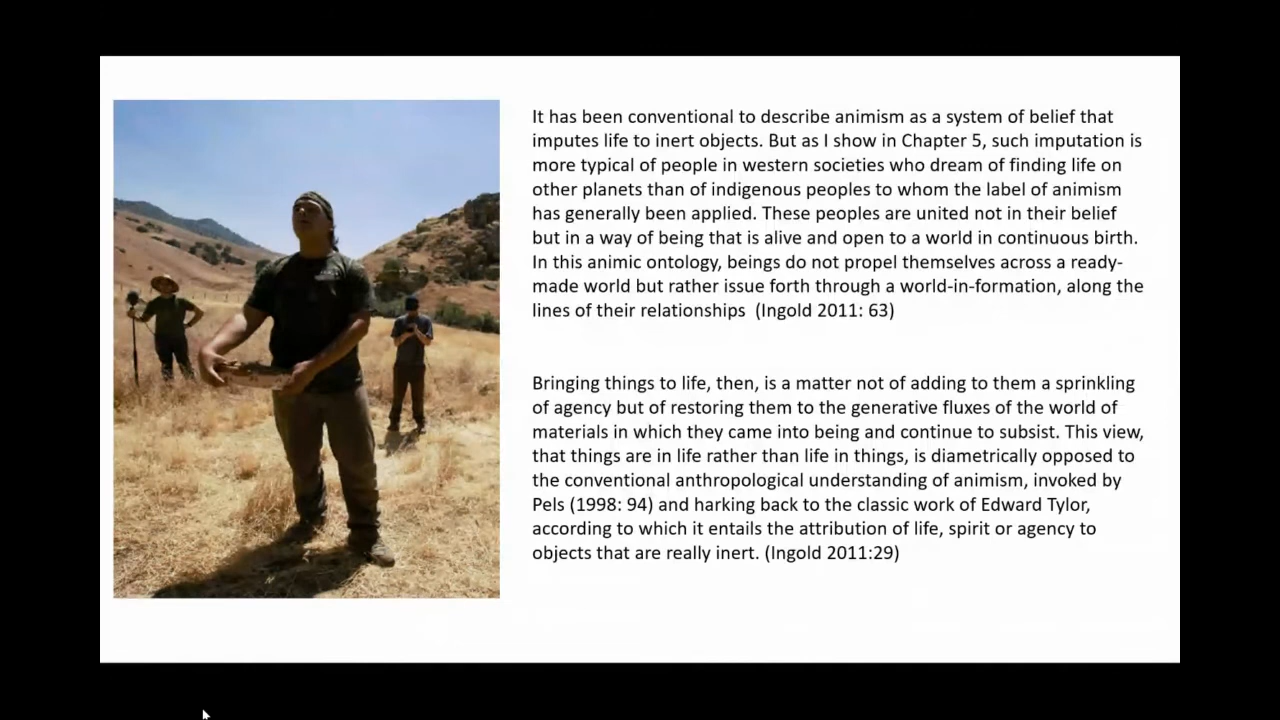 It has been conventional to describe animism as a system of belief that
imputes life to inert objects. But as I show in Chapter 5, such imputation is
more typical of people in western societies who dream of finding life on
other planets than of indigenous peoples to whom the label of animism
has generally been applied. These peoples are united not in their belief
but in a way of being that is alive and open to a world in continuous birth.
In this animic ontology, beings do not propel themselves across a ready-
made world but rather issue forth through a world-in-formation, along the
lines of their relationships (Ingold 2011: 63)
Bringing things to life, then, is a matter not of adding to them a sprinkling
of agency but of restoring them to the generative fluxes of the world of
materials in which they came into being and continue to subsist. This view,
that things are in life rather than life in things, is diametrically opposed to
the conventional anthropological understanding of animism, invoked by
Pels (1998: 94) and harking back to the classic work of Edward Tylor,
according to which it entails the attribution of life, spirit or agency to
objects that are really inert. (Ingold 2011:29)